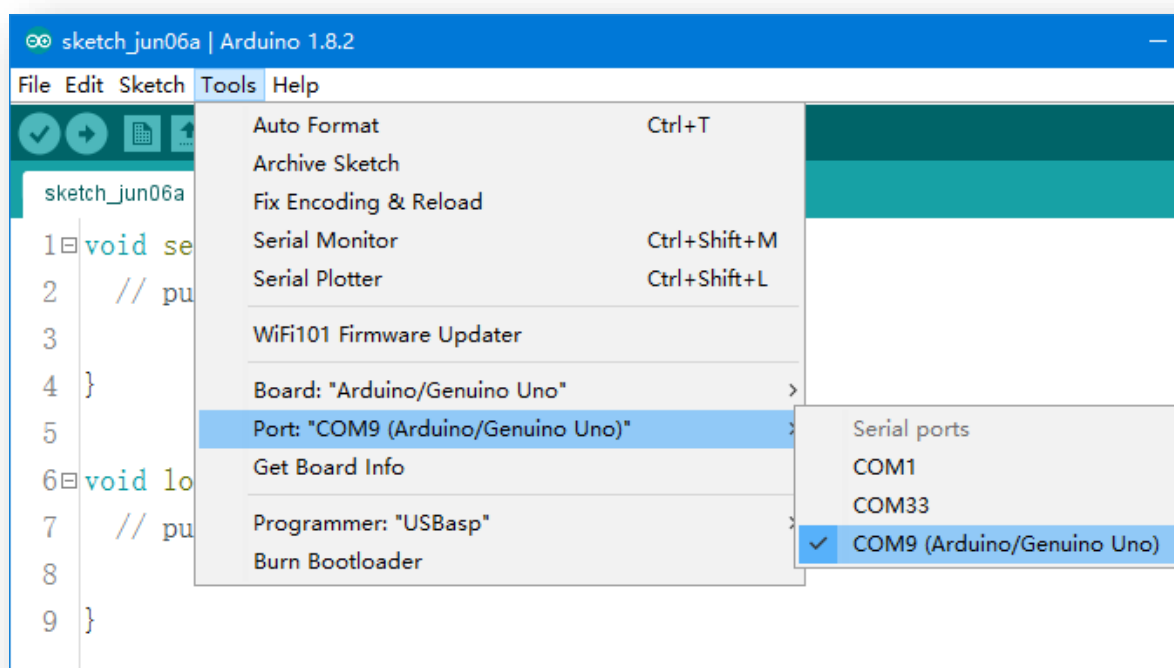 sketch_jun06a | Arduino 1.8.2
File Edit Sketch Tools Help
sketch_jun06a
Auto Format Ctrl+T
Archive Sketch
Fix Encoding & Reload
Serial Monitor Ctrl+Shift+M
Serial Plotter Ctrl+Shift+L
WiFi101 Firmware Updater
Board: "Arduino/Genuino Uno"
Port: "COM9 (Arduino/Genuino Uno)"
Get Board Info
Programmer: "USBasp"
Burn Bootloader
Serial ports
COM1
COM33
COM9 (Arduino/Genuino Uno)
1 void se
2 // pu
3
4 }
5
6 void lo
7 // pu
8
9 }